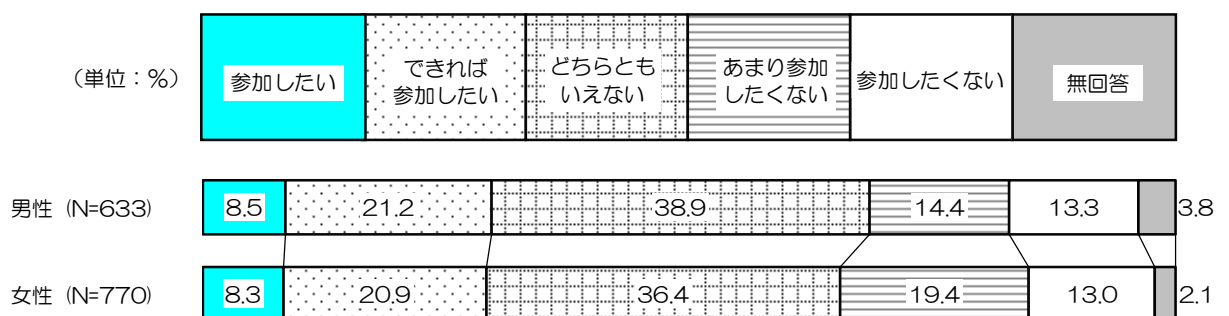 （単位：%）
参加したい
できれば
参加したい
どちらとも
いえない
あまり参加
したくない
参加したくない
無回答
男性 (N=633)
8.5
21.2
38.9
14.4
13.3
3.8
女性 (N=770)
8.3
20.9
36.4
19.4
13.0
2.1